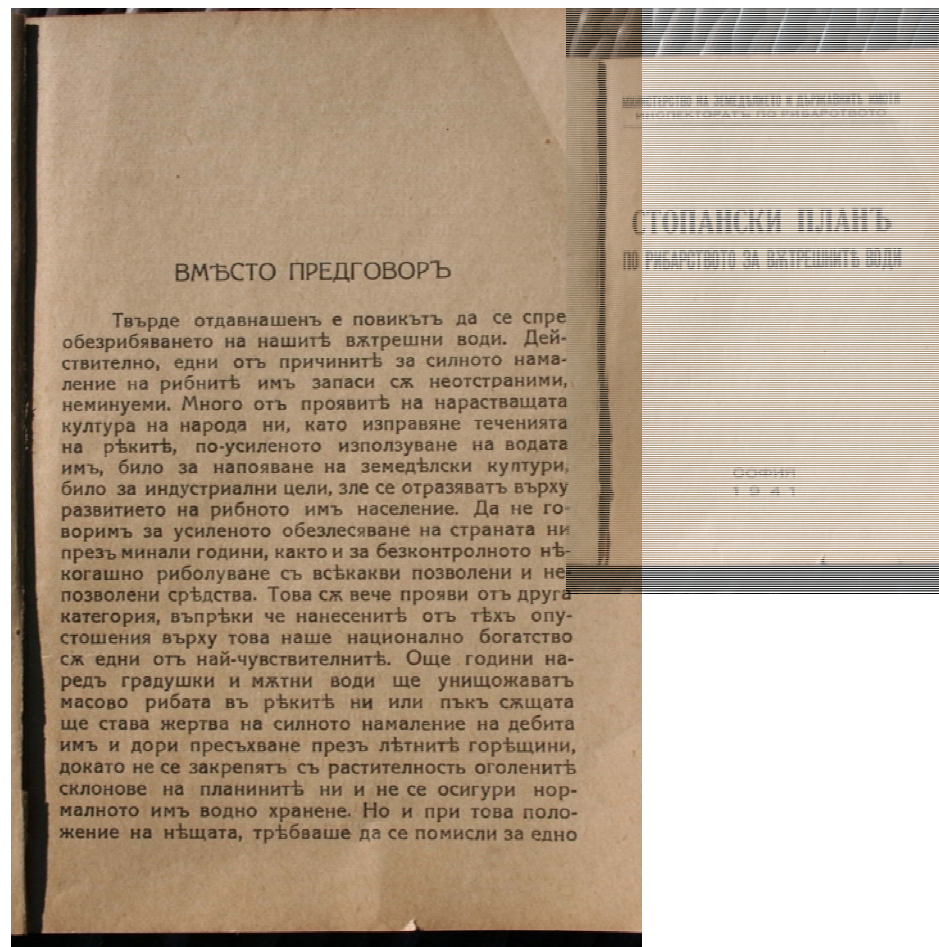 ВМѢСТО ПРЕДГОВОРЪ
Твърде отдавнашенъ е повикътъ да се спре
обезрибяването на нашитѣ вѫтрешни води. Дей-
ствително, едни отъ причинитѣ за силното нама-
ление на рибнитѣ имъ запаси сѫ неотстраними,
неминуеми. Много отъ проявитѣ на нарастващата
култура на народа ни, като изправяне теченията
на рѣкитѣ, по-усиленото използуване на водата
имъ, било за напояване на земедѣлски култури,
било за индустриални цели, зле се отразяватъ върху
развитието на рибното имъ население. Да не го-
воримъ за усиленото обезлесяване на страната ни
презъ минали години, както и за безконтролното нѣ-
когашно риболуване съ всѣкакви позволени и не-
позволени срѣдства. Това сѫ вече прояви отъ друга
категория, въпрѣки че нанесенитѣ отъ тѣхъ опу-
стошения върху това наше национално богатство
сѫ едни отъ най-чувствителнитѣ. Още години на-
редъ градушки и мѫтни води ще унищожаватъ
масово рибата въ рѣкитѣ ни или пъкъ сѫщата
ще става жертва на силното намаление на дебита
имъ и дори пресъхване презъ лѣтнитѣ горѣщини,
докато не се закрепятъ съ растителность оголенитѣ
склонове на планинитѣ ни и не се осигури нор-
малното имъ водно хранене. Но и при това поло-
жение на нѣщата, трѣбваше да се помисли за едно
МИНИСТЕРСТВО НА ЗЕМЕДѢЛИЕТО И ДЪРЖАВНИТѢ ИМОТИ
ИНСПЕКТОРАТЪ ПО РИБАРСТВОТО
СТОПАНСКИ ПЛАНЪ
ПО РИБАРСТВОТО ЗА ВѪТРЕШНИТѢ ВОДИ
СОФИЯ
1941